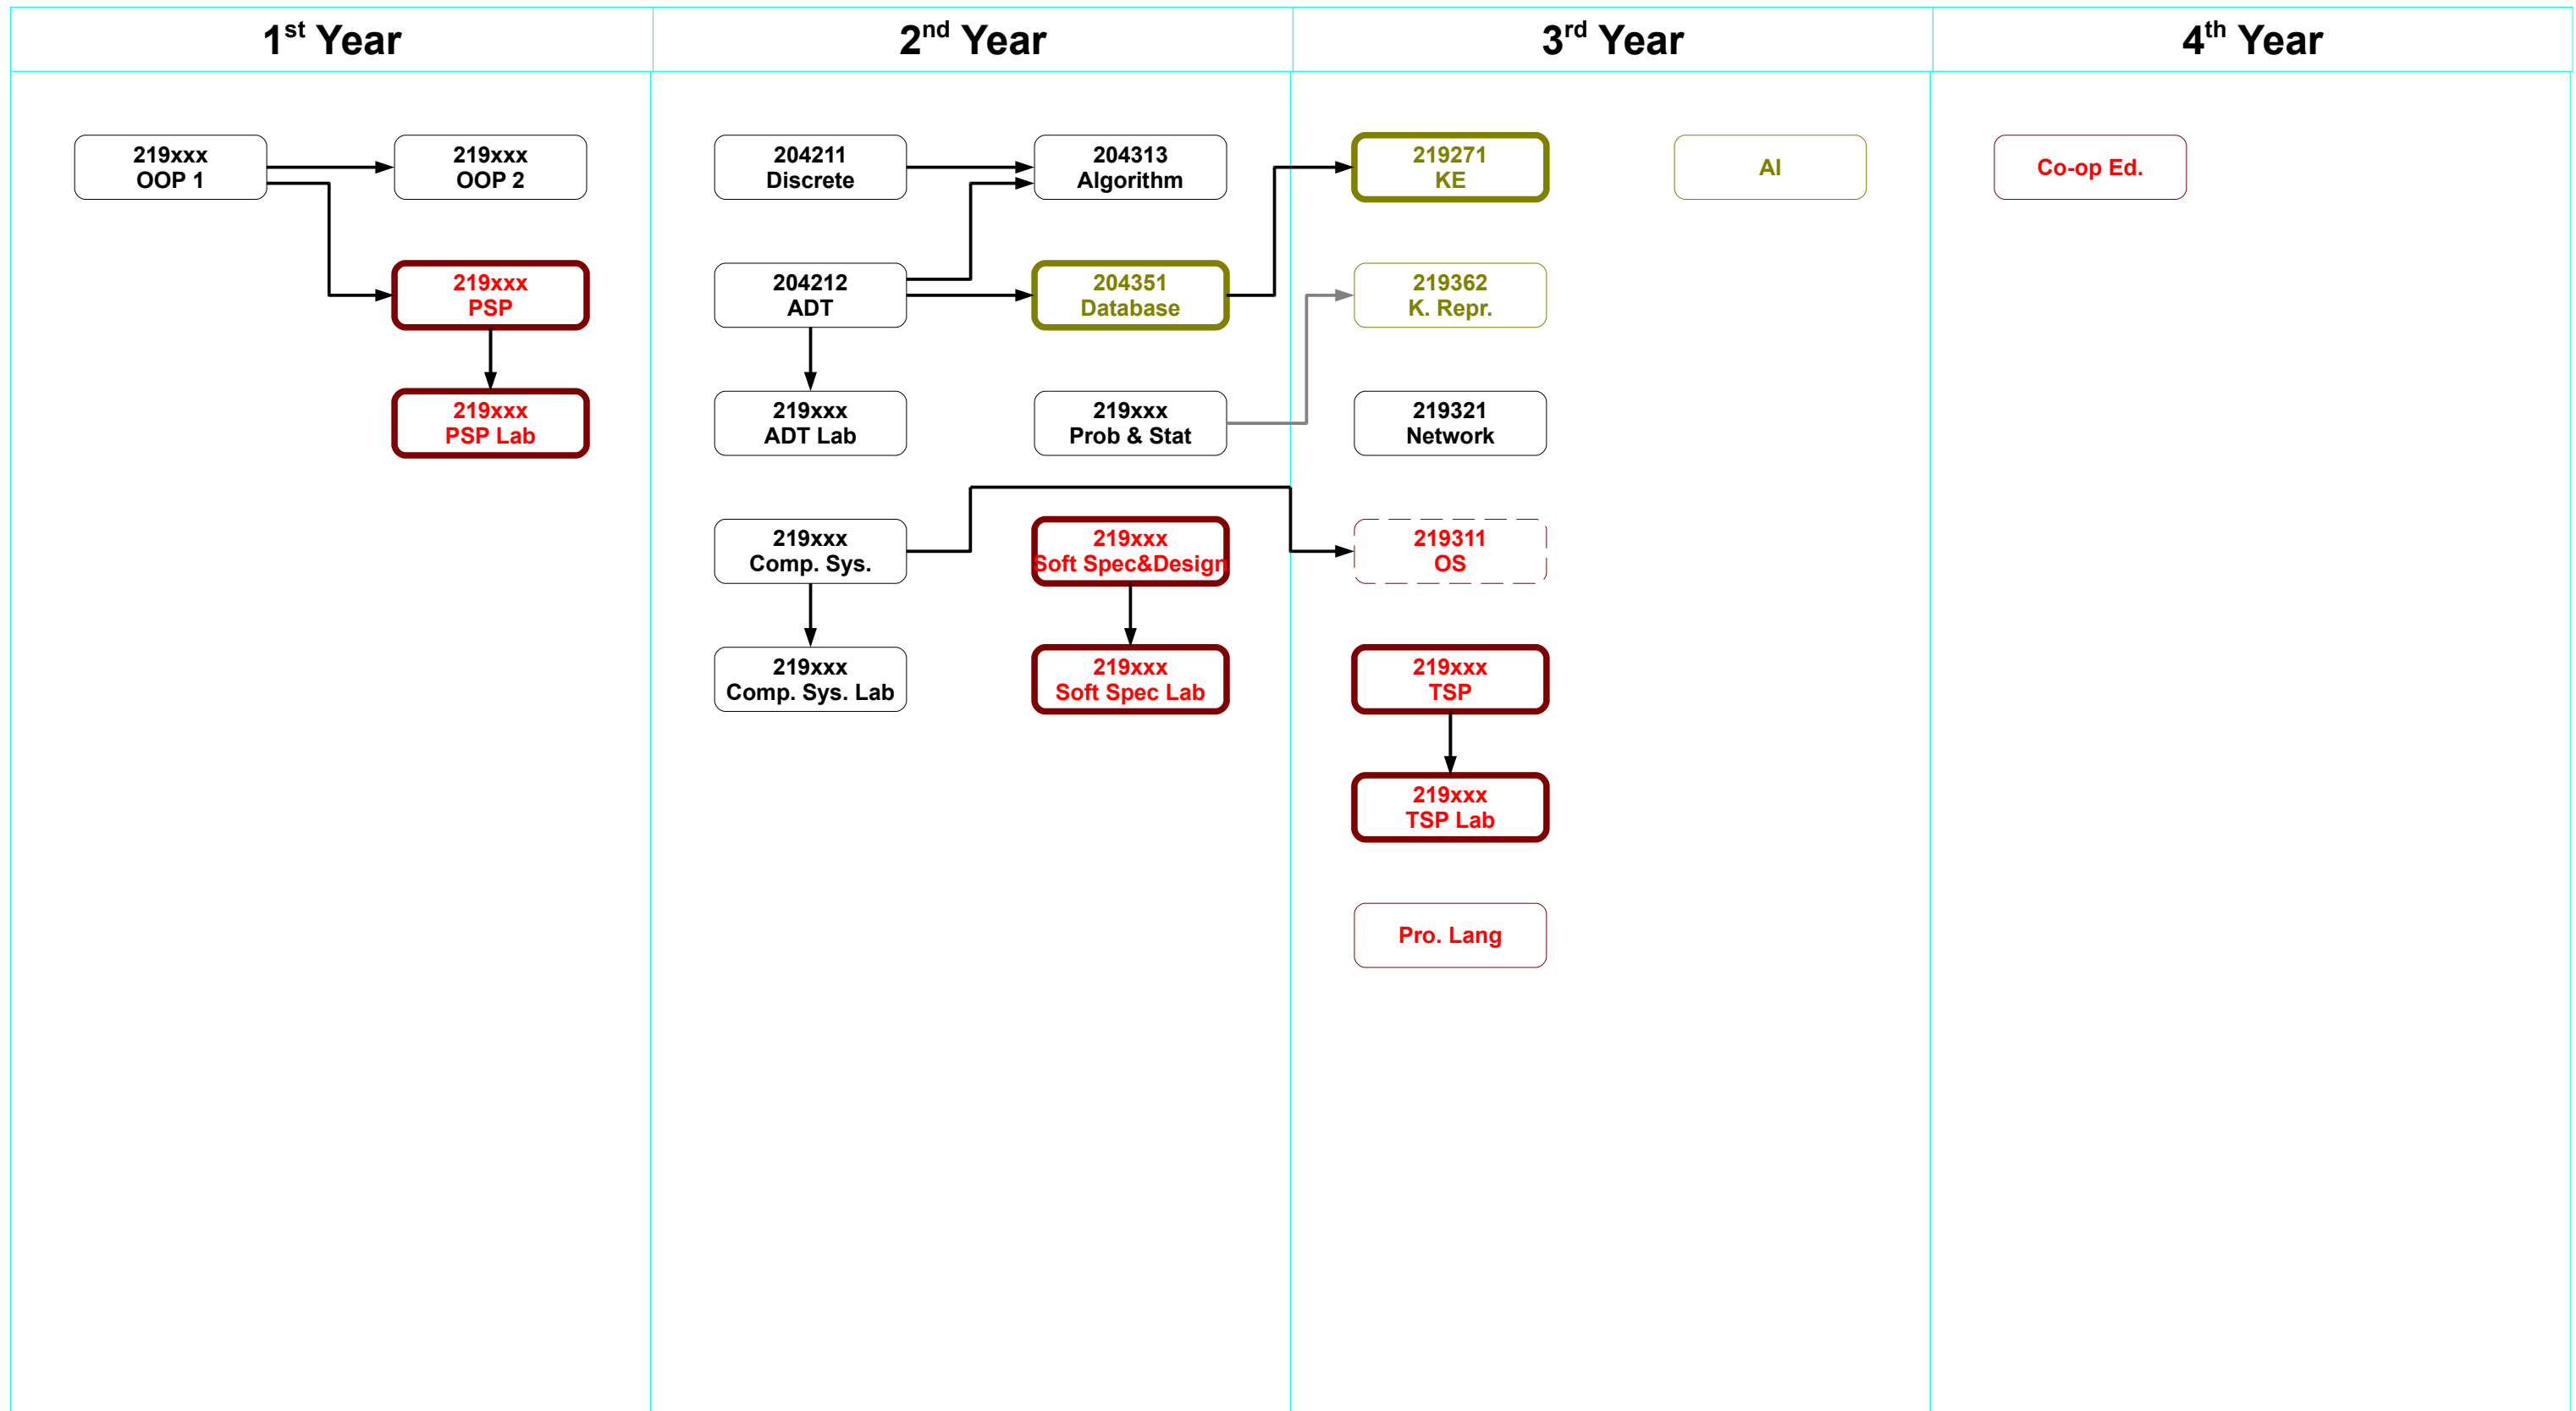 1st Year
2nd Year
3rd Year
4th Year
219xxx
OOP 1
219xxx
OOP 2
204211
Discrete
204313
Algorithm
219271
KE
AI
Co-op Ed.
219xxx
PSP
204212
ADT
204351
Database
219362
K. Repr.
219xxx
PSP Lab
219xxx
ADT Lab
219xxx
Prob & Stat
219321
Network
219xxx
Comp. Sys.
219xxx
Soft Spec&Design
219311
OS
219xxx
Comp. Sys. Lab
219xxx
Soft Spec Lab
219xxx
TSP
219xxx
TSP Lab
Pro. Lang